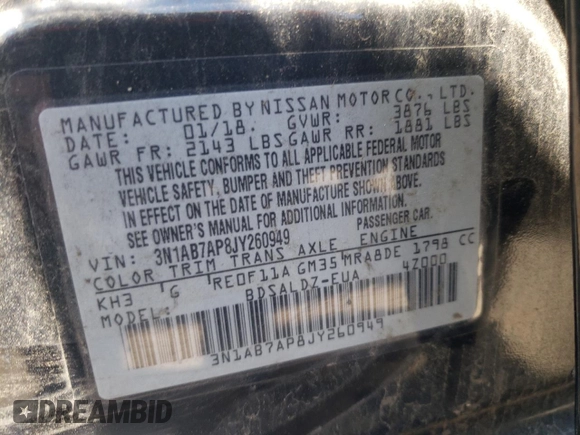 MANUFACTURED BY NISSAN MOTOR CO., LTD.
DATE: 01/18. GVWR: 3876 LBS
GAWR FR: 2143 LBS GAWR RR: 1881 LBS
THIS VEHICLE CONFORMS TO ALL APPLICABLE FEDERAL MOTOR
VEHICLE SAFETY, BUMPER AND THEFT PREVENTION STANDARDS
IN EFFECT ON THE DATE OF MANUFACTURE SHOWN ABOVE.
SEE OWNER'S MANUAL FOR ADDITIONAL INFORMATION.
VIN: 3N1AB7AP8JY260949 PASSENGER CAR.
COLOR TRIM TRANS AXLE ENGINE
KH3 G RE0F11A GM35 MRA8DE 1798 CC
MODEL: BDSALDZ-EUA 4Z000
3N1AB7AP8JY260949
DREAMBID